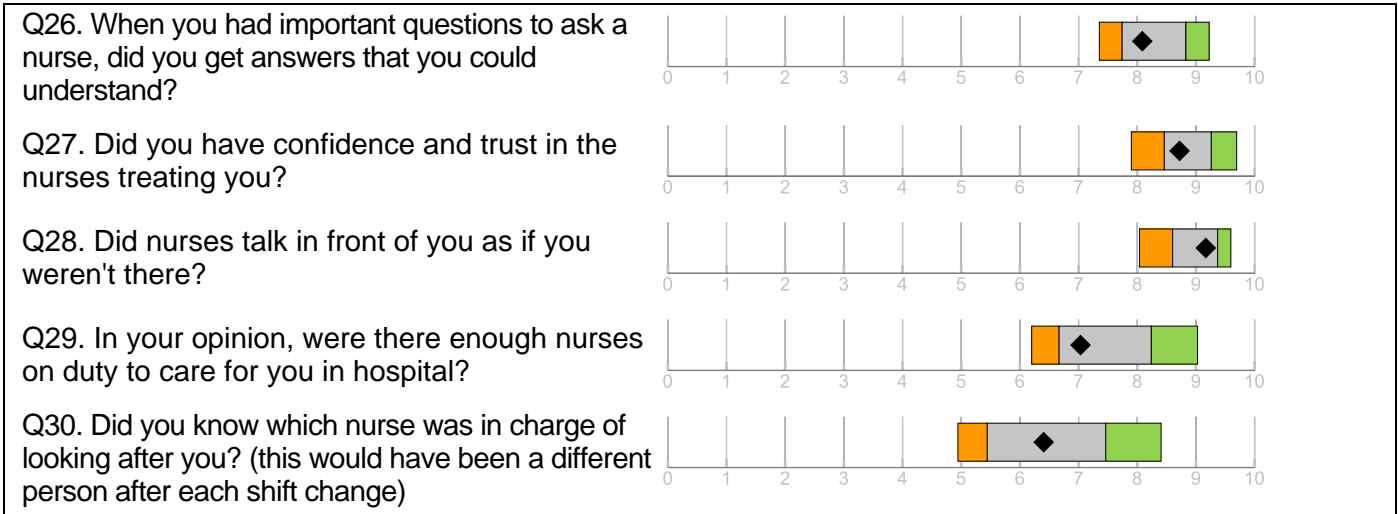 Q26. When you had important questions to ask a
nurse, did you get answers that you could
understand?
0 1 2 3 4 5 6 7 8 9 10
Q27. Did you have confidence and trust in the
nurses treating you?
0 1 2 3 4 5 6 7 8 9 10
Q28. Did nurses talk in front of you as if you
weren't there?
0 1 2 3 4 5 6 7 8 9 10
Q29. In your opinion, were there enough nurses
on duty to care for you in hospital?
0 1 2 3 4 5 6 7 8 9 10
Q30. Did you know which nurse was in charge of
looking after you? (this would have been a different
person after each shift change)
0 1 2 3 4 5 6 7 8 9 10